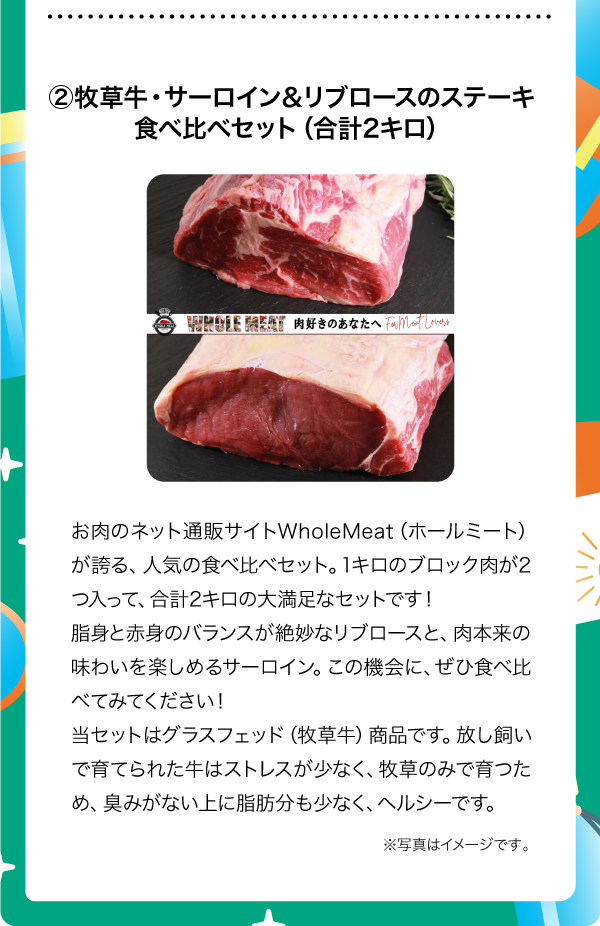 ②牧草牛・サーロイン&リブロースのステーキ
食べ比べセット（合計2キロ）
WHOLE MEAT 肉好きのあなたへ For Meat Lovers
お肉のネット通販サイトWholeMeat（ホールミート）
が誇る、人気の食べ比べセット。1キロのブロック肉が2
つ入って、合計2キロの大満足なセットです！
脂身と赤身のバランスが絶妙なリブロースと、肉本来の
味わいを楽しめるサーロイン。この機会に、ぜひ食べ比
べてみてください！
当セットはグラスフェッド（牧草牛）商品です。放し飼い
で育てられた牛はストレスが少なく、牧草のみで育つた
め、臭みがない上に脂肪分も少なく、ヘルシーです。
※写真はイメージです。